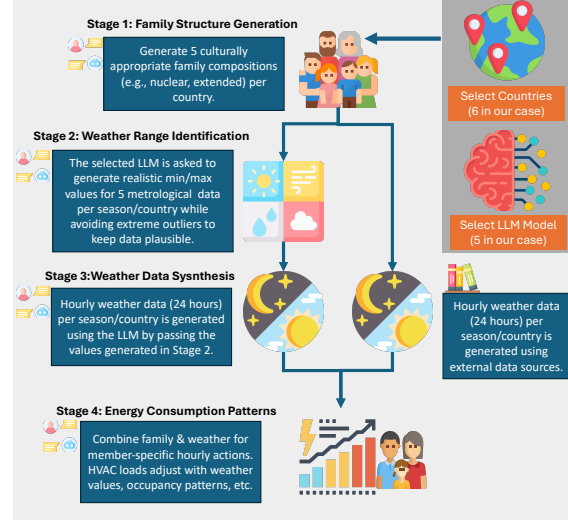 Stage 1: Family Structure Generation
Generate 5 culturally
appropriate family compositions
(e.g., nuclear, extended) per
country.
Select Countries
(6 in our case)
Stage 2: Weather Range Identification
The selected LLM is asked to
generate realistic min/max
values for 5 metrological  data
per season/country while
avoiding extreme outliers to
keep data plausible.
Select LLM Model
(5 in our case)
Stage 3:Weather Data Sysnthesis
Hourly weather data (24 hours)
per season/country is generated
using the LLM by passing the
values generated in Stage 2.
Hourly weather data
(24 hours) per
season/country is
generated using
external data sources.
Stage 4: Energy Consumption Patterns
Combine family & weather for
member-specific hourly actions.
HVAC loads adjust with weather
values, occupancy patterns, etc.